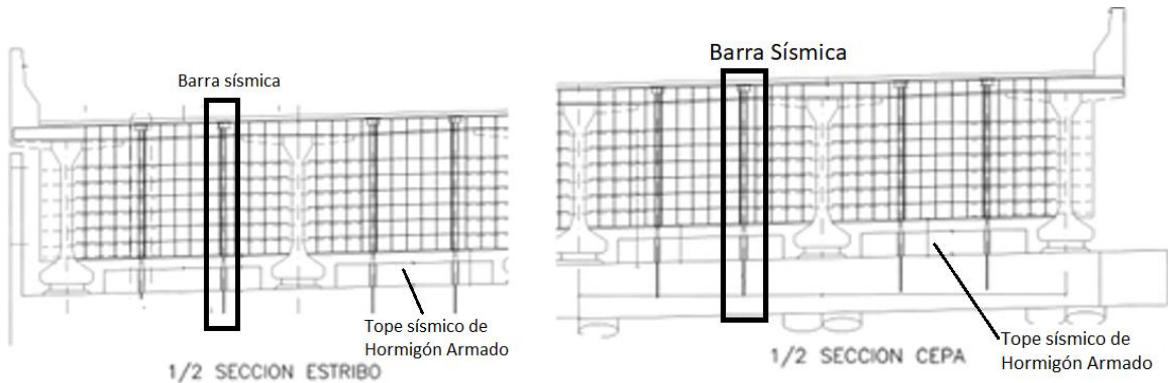 Barra sísmica
Tope sísmico de
Hormigón Armado
1/2 SECCION ESTRIBO
Barra Sísmica
Tope sísmico de
Hormigón Armado
1/2 SECCION CEPA